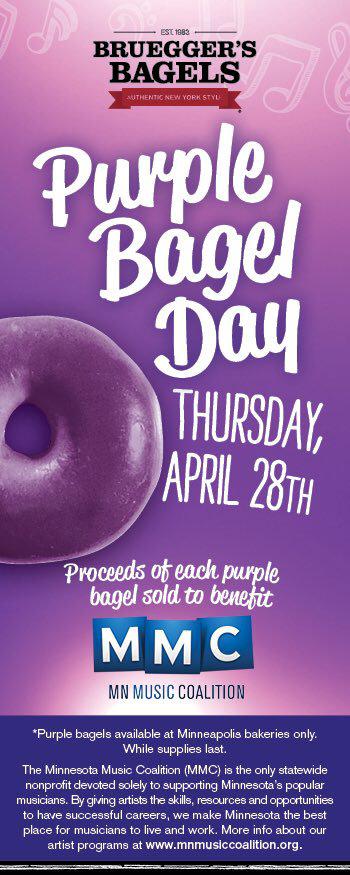 EST. 1983
BRUEGGER'S
BAGELS
AUTHENTIC NEW YORK STYLE
Purple
Bagel
Day
THURSDAY,
APRIL 28TH
Proceeds of each purple
bagel sold to benefit
MMC
MN MUSIC COALITION
*Purple bagels available at Minneapolis bakeries only.
While supplies last.
The Minnesota Music Coalition (MMC) is the only statewide
nonprofit devoted solely to supporting Minnesota's popular
musicians. By giving artists the skills, resources and opportunities
to have successful careers, we make Minnesota the best
place for musicians to live and work. More info about our
artist programs at www.mnmusiccoalition.org.